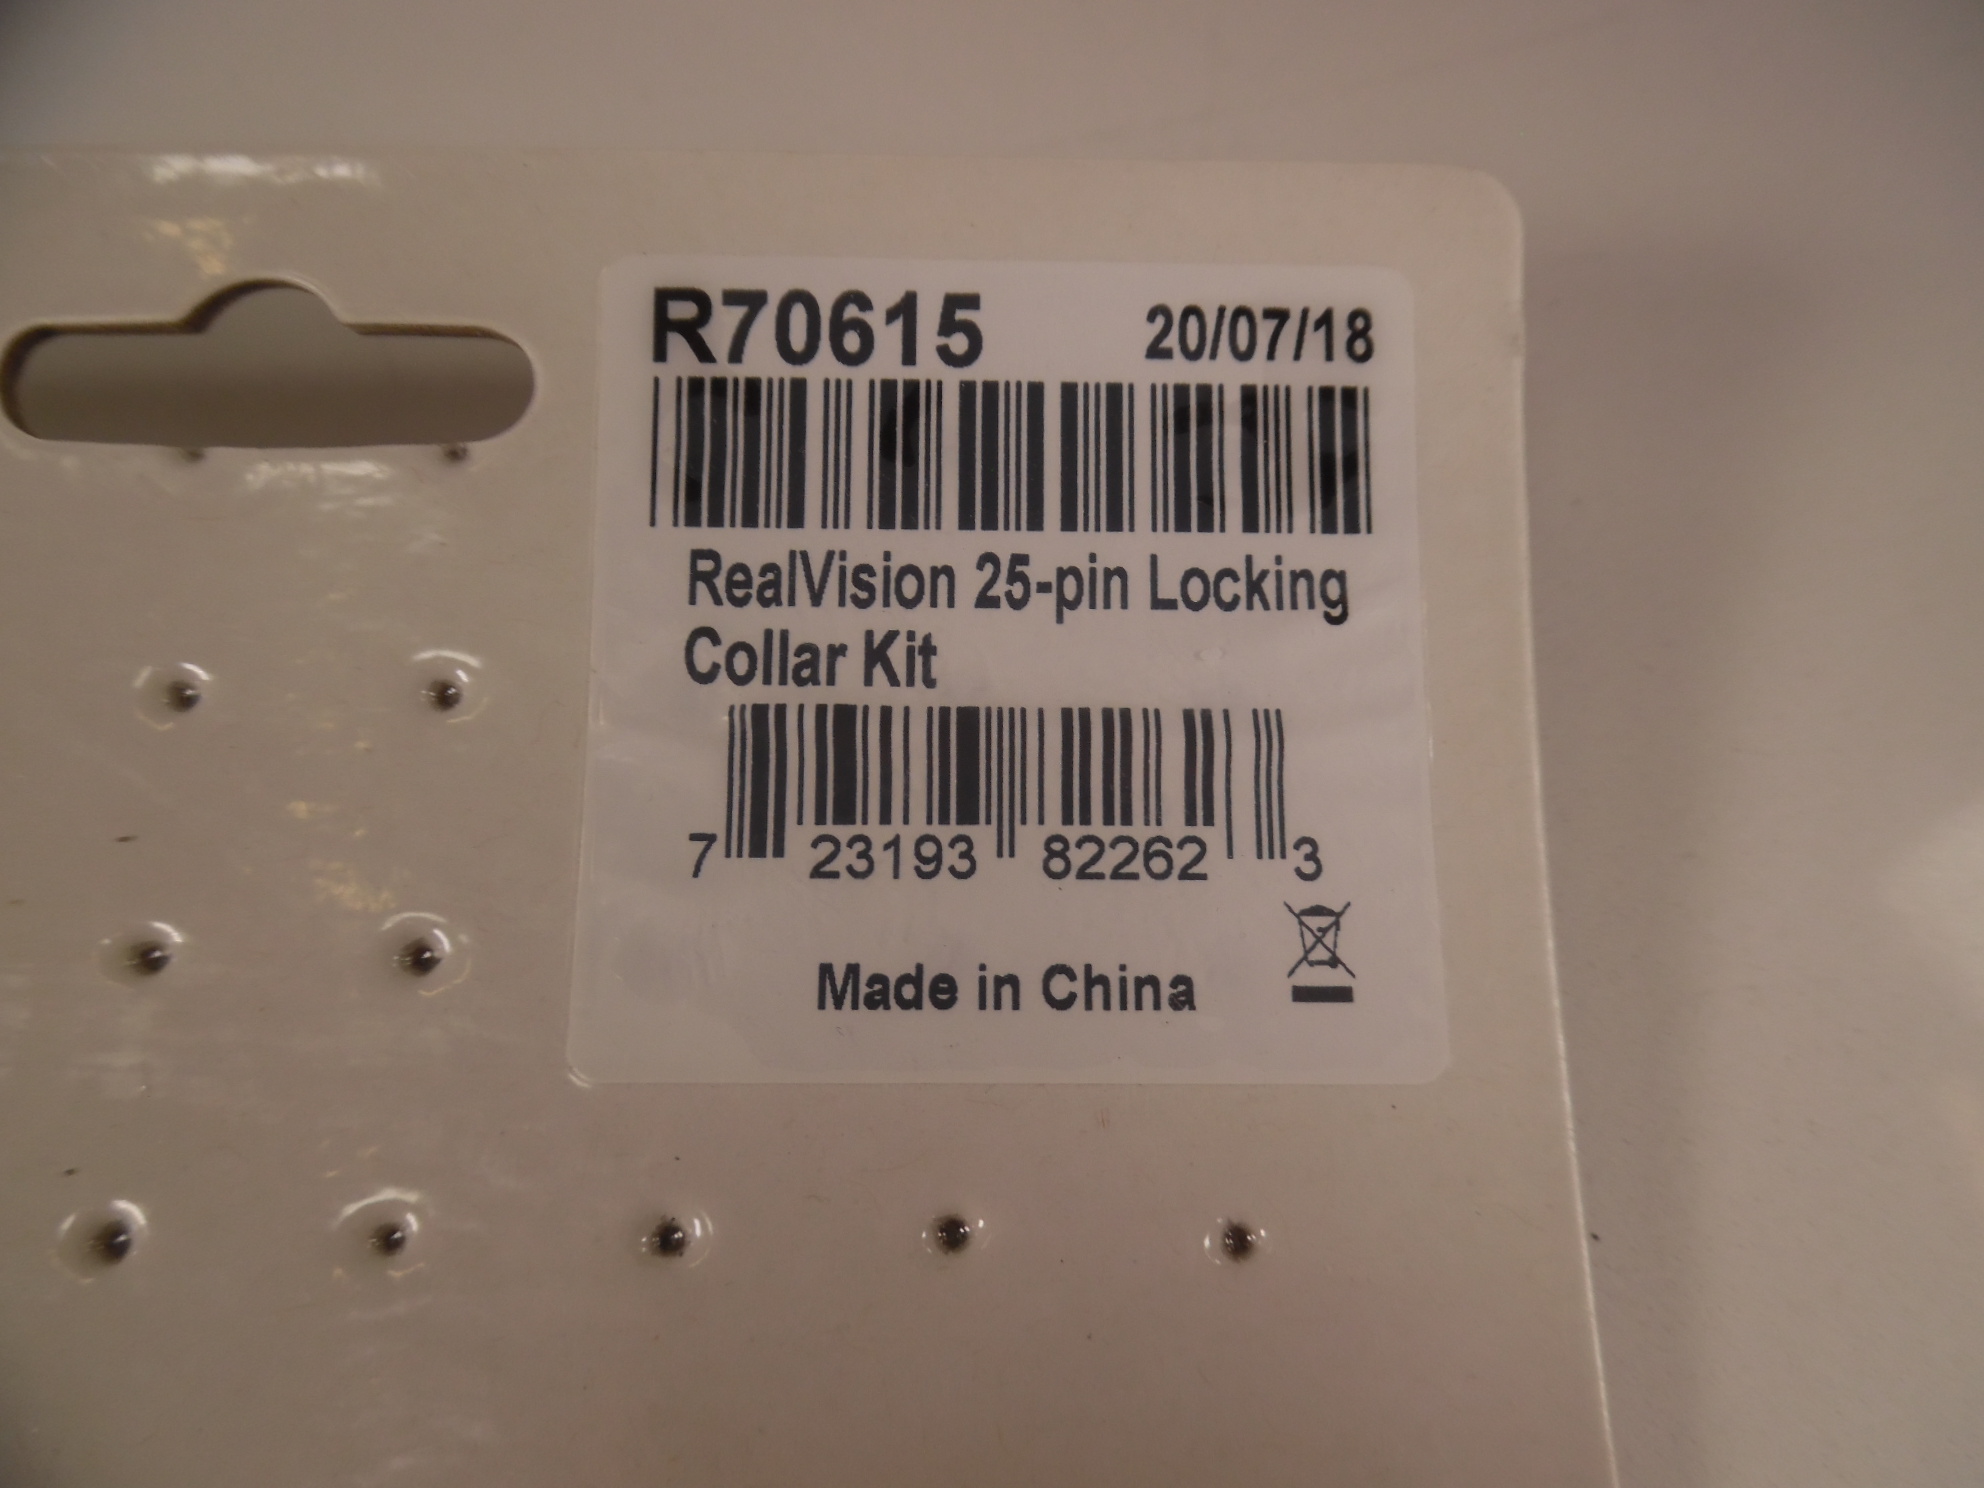 R70615 20/07/18
RealVision 25-pin Locking
Collar Kit
7 23193 82262 3
Made in China